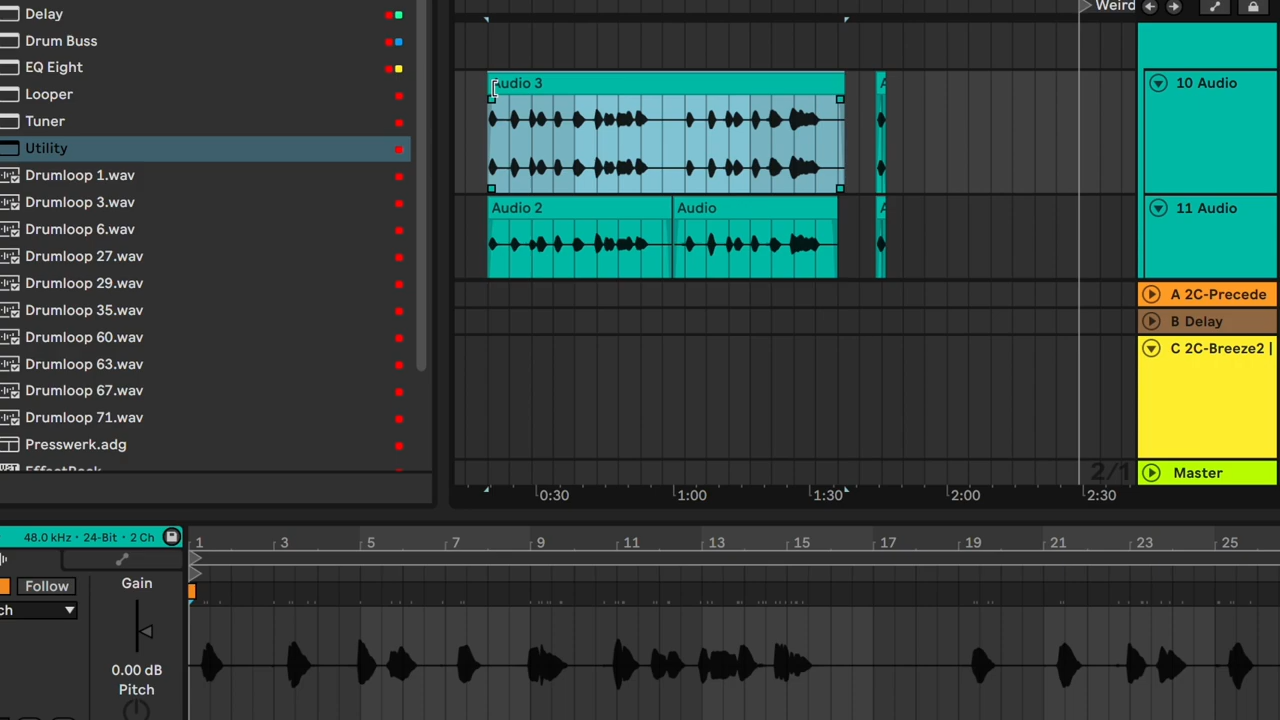 Weird
Delay
Drum Buss
EQ Eight
Looper
Tuner
Utility
Drumloop 1.wav
Drumloop 3.wav
Drumloop 6.wav
Drumloop 27.wav
Drumloop 29.wav
Drumloop 35.wav
Drumloop 60.wav
Drumloop 63.wav
Drumloop 67.wav
Drumloop 71.wav
Presswerk.adg
EffectRack
Audio 3
10 Audio
Audio 2
Audio
11 Audio
A 2C-Precede
B Delay
C 2C-Breeze2 |
2/1
Master
0:30
1:00
1:30
2:00
2:30
48.0 kHz · 24-Bit · 2 Ch
1 3 5 7 9 11 13 15 17 19 21 23 25
Follow
Gain
0.00 dB
Pitch